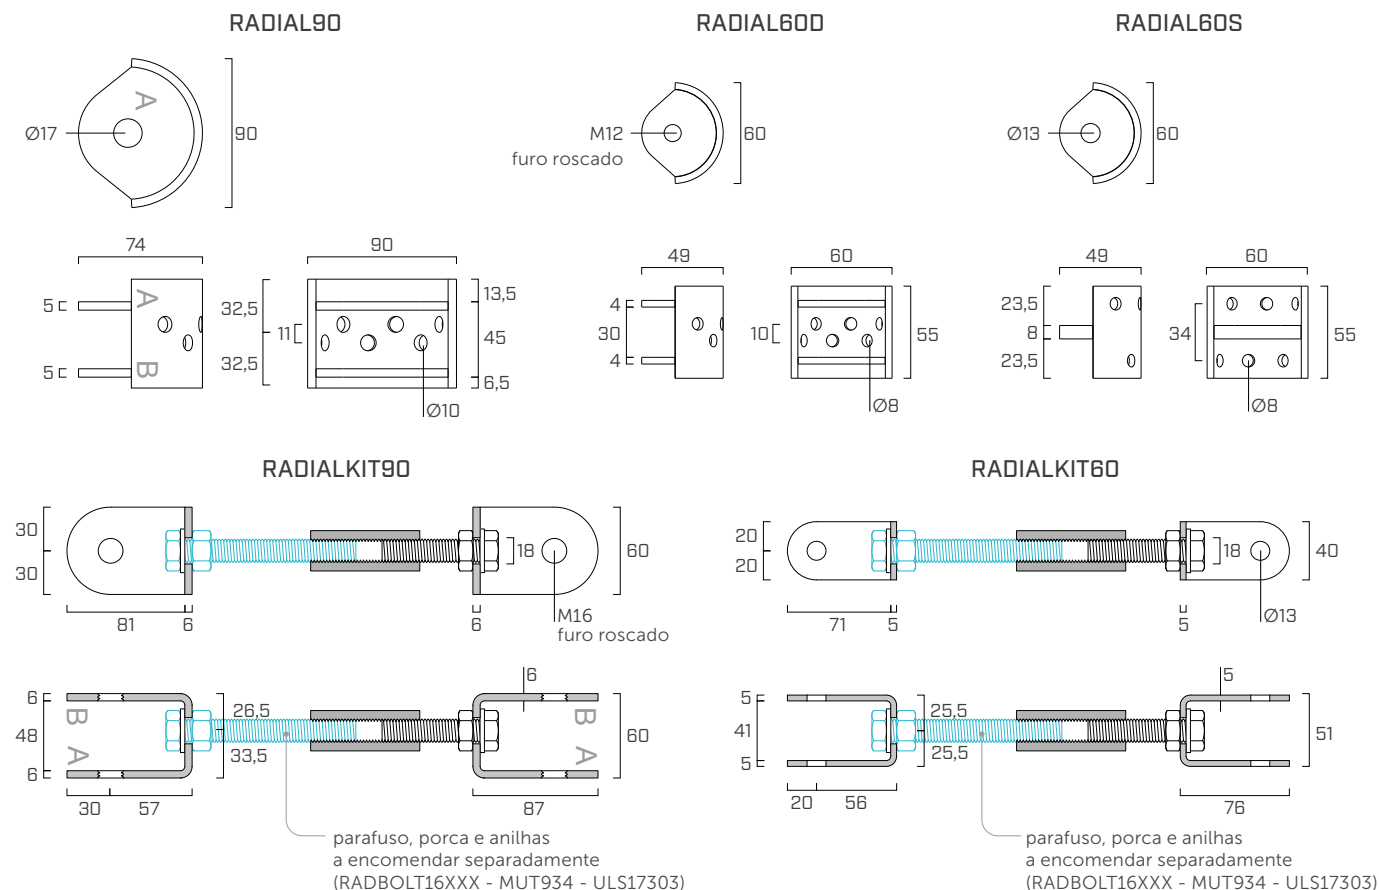 RADIAL90
RADIAL60D
RADIAL60S
A
Ø17
90
M12
furo roscado
60
Ø13
60
74
5
5
A
B
90
32,5
32,5
11
13,5
45
6,5
Ø10
49
4
30
4
60
10
55
Ø8
49
23,5
8
23,5
60
34
55
Ø8
RADIALKIT90
RADIALKIT60
30
30
81
6
18
60
6
M16
furo roscado
20
20
71
5
18
40
5
Ø13
6
48
6
B
A
26,5
33,5
30
57
6
B
A
60
87
5
41
5
25,5
25,5
20
56
5
51
76
parafuso, porca e anilhas
a encomendar separadamente
(RADBOLT16XXX - MUT934 - ULS17303)
parafuso, porca e anilhas
a encomendar separadamente
(RADBOLT16XXX - MUT934 - ULS17303)